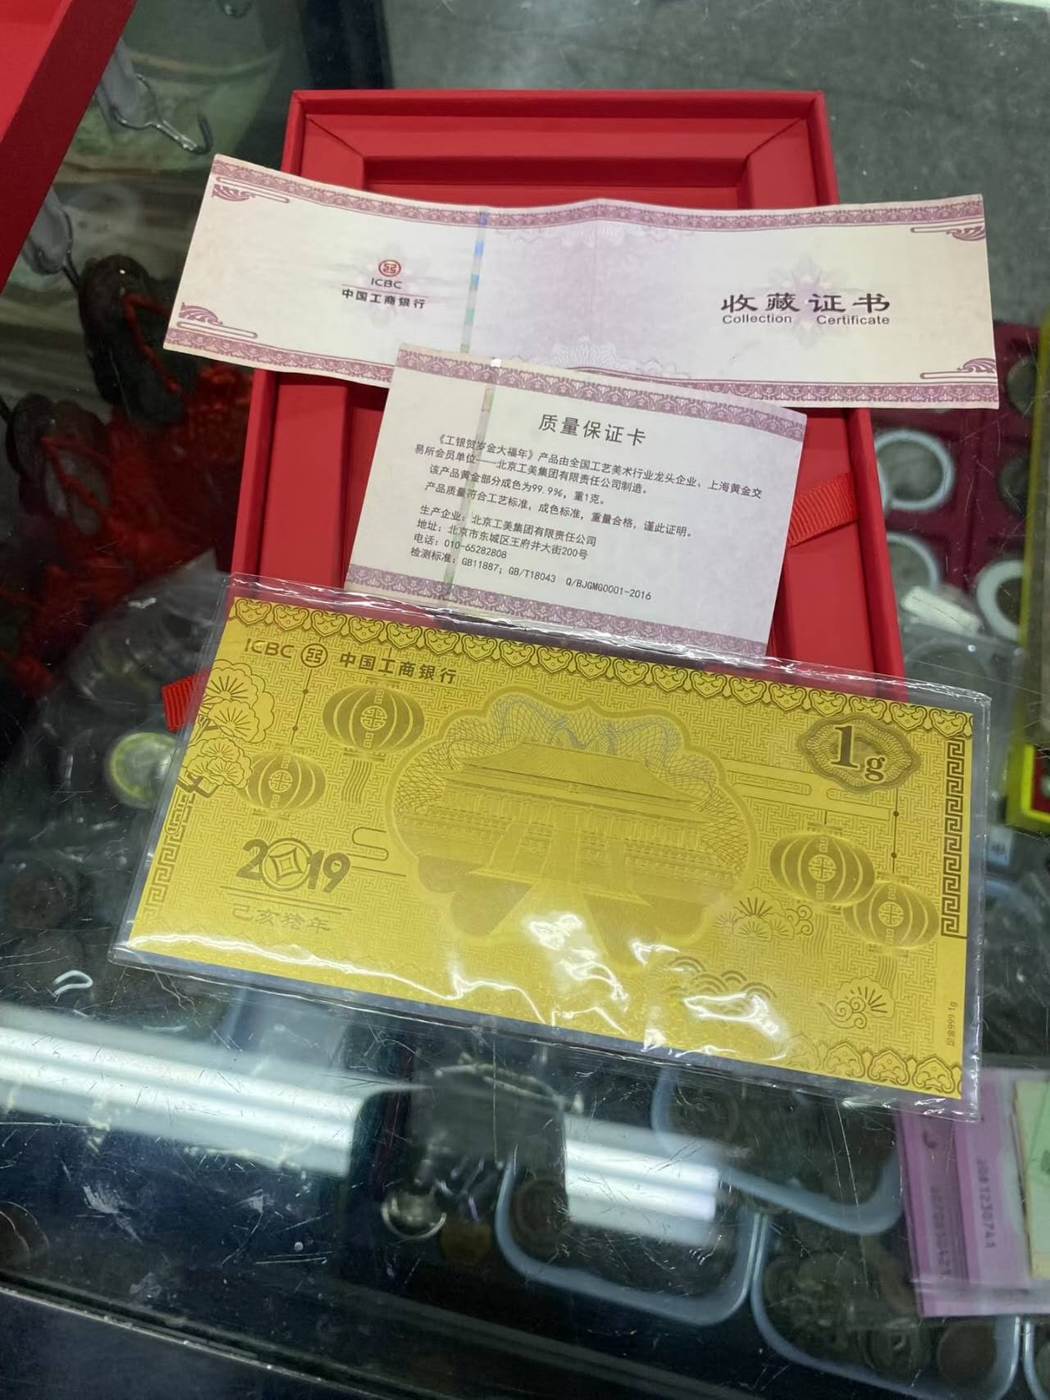 ICBC
中国工商银行
收藏证书
Collection Certificate
质量保证卡
《工银贺岁金大福年》产品由全国工艺美术行业龙头企业、上海黄金交
易所会员单位——北京工美集团有限责任公司制造。
该产品黄金部分成色为99.9%，重1克。
产品质量符合工艺标准，成色标准，重量合格，谨此证明。
生产企业：北京工美集团有限责任公司
地址：北京市东城区王府井大街200号
电话：010-65282808
检测标准：GB11887；GB/T18043 Q/BJGMG0001-2016
ICBC 中国工商银行
1g
2019
己亥猪年
足金999 1g